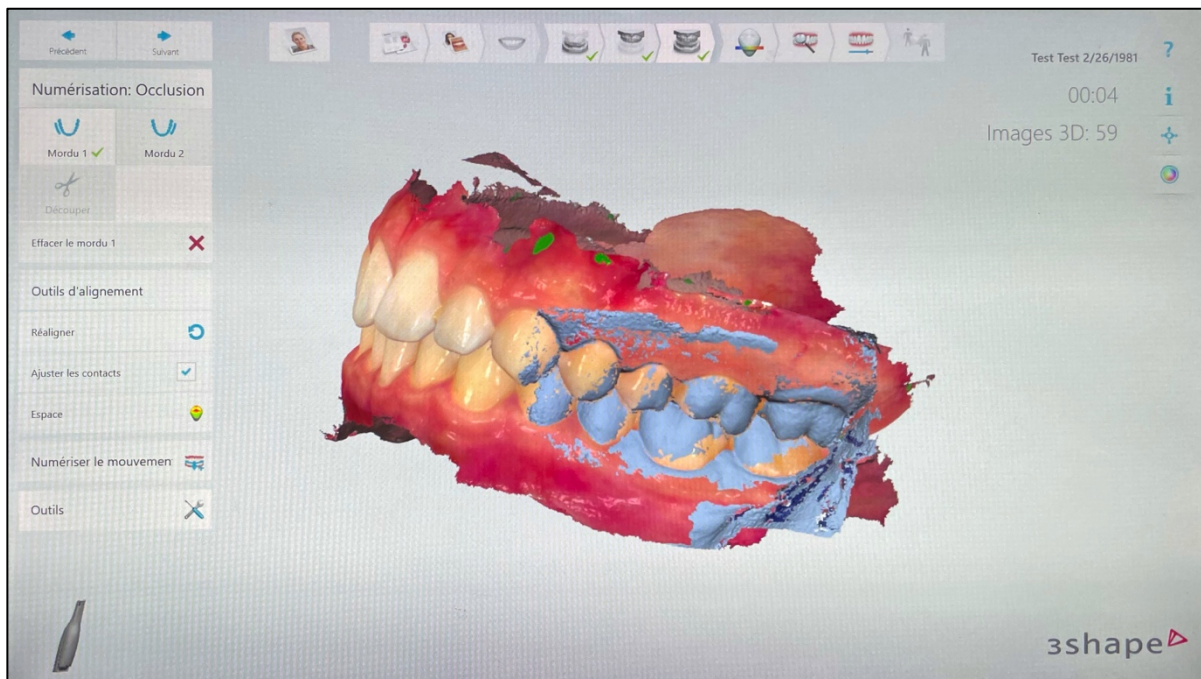 Précédent
Suivant
Numérisation: Occlusion
Mordu 1
Mordu 2
Découper
Effacer le mordu 1
Outils d'alignement
Réaligner
Ajuster les contacts
Espace
Numériser le mouvemen
Outils
Test Test 2/26/1981
?
00:04
i
Images 3D: 59
3shape